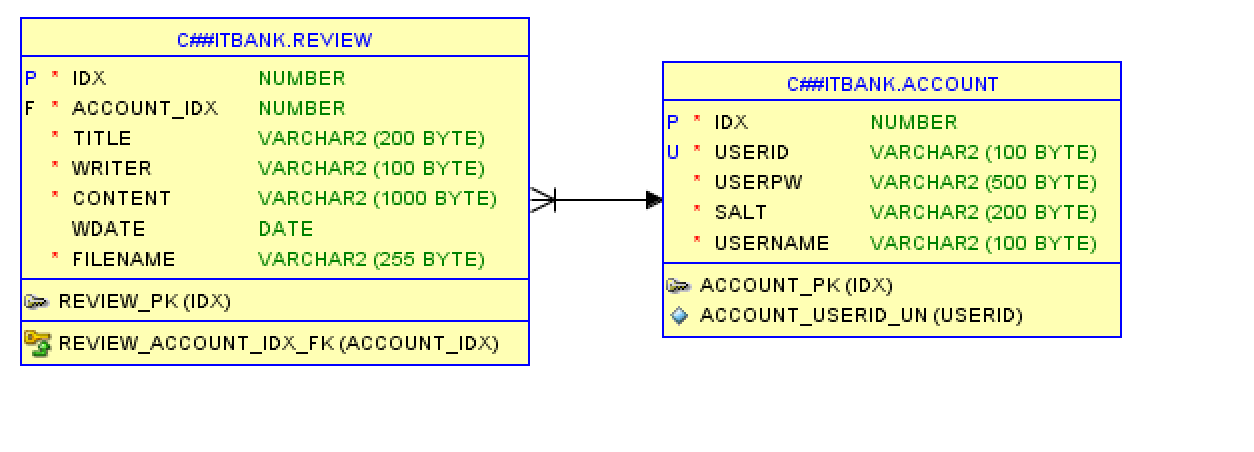 C##ITBANK.REVIEW
P * IDX NUMBER
F * ACCOUNT_IDX NUMBER
* TITLE VARCHAR2 (200 BYTE)
* WRITER VARCHAR2 (100 BYTE)
* CONTENT VARCHAR2 (1000 BYTE)
WDATE DATE
* FILENAME VARCHAR2 (255 BYTE)
REVIEW_PK (IDX)
REVIEW_ACCOUNT_IDX_FK (ACCOUNT_IDX)
C##ITBANK.ACCOUNT
P * IDX NUMBER
U * USERID VARCHAR2 (100 BYTE)
* USERPW VARCHAR2 (500 BYTE)
* SALT VARCHAR2 (200 BYTE)
* USERNAME VARCHAR2 (100 BYTE)
ACCOUNT_PK (IDX)
ACCOUNT_USERID_UN (USERID)